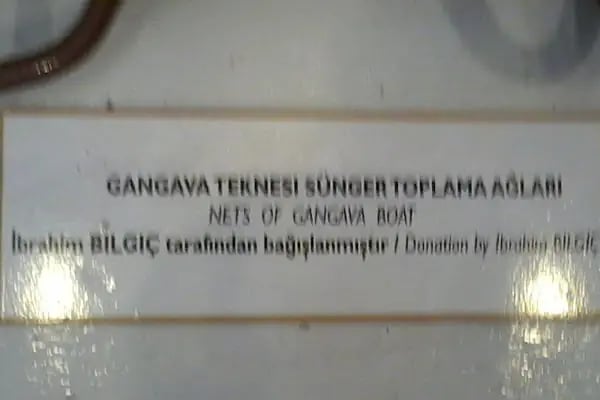 GANGAVA TEKNESİ SÜNGER TOPLAMA AĞLARI
NETS OF GANGAVA BOAT
İbrahim BİLGİÇ tarafından bağışlanmıştır / Donation by İbrahim BİLGİÇ